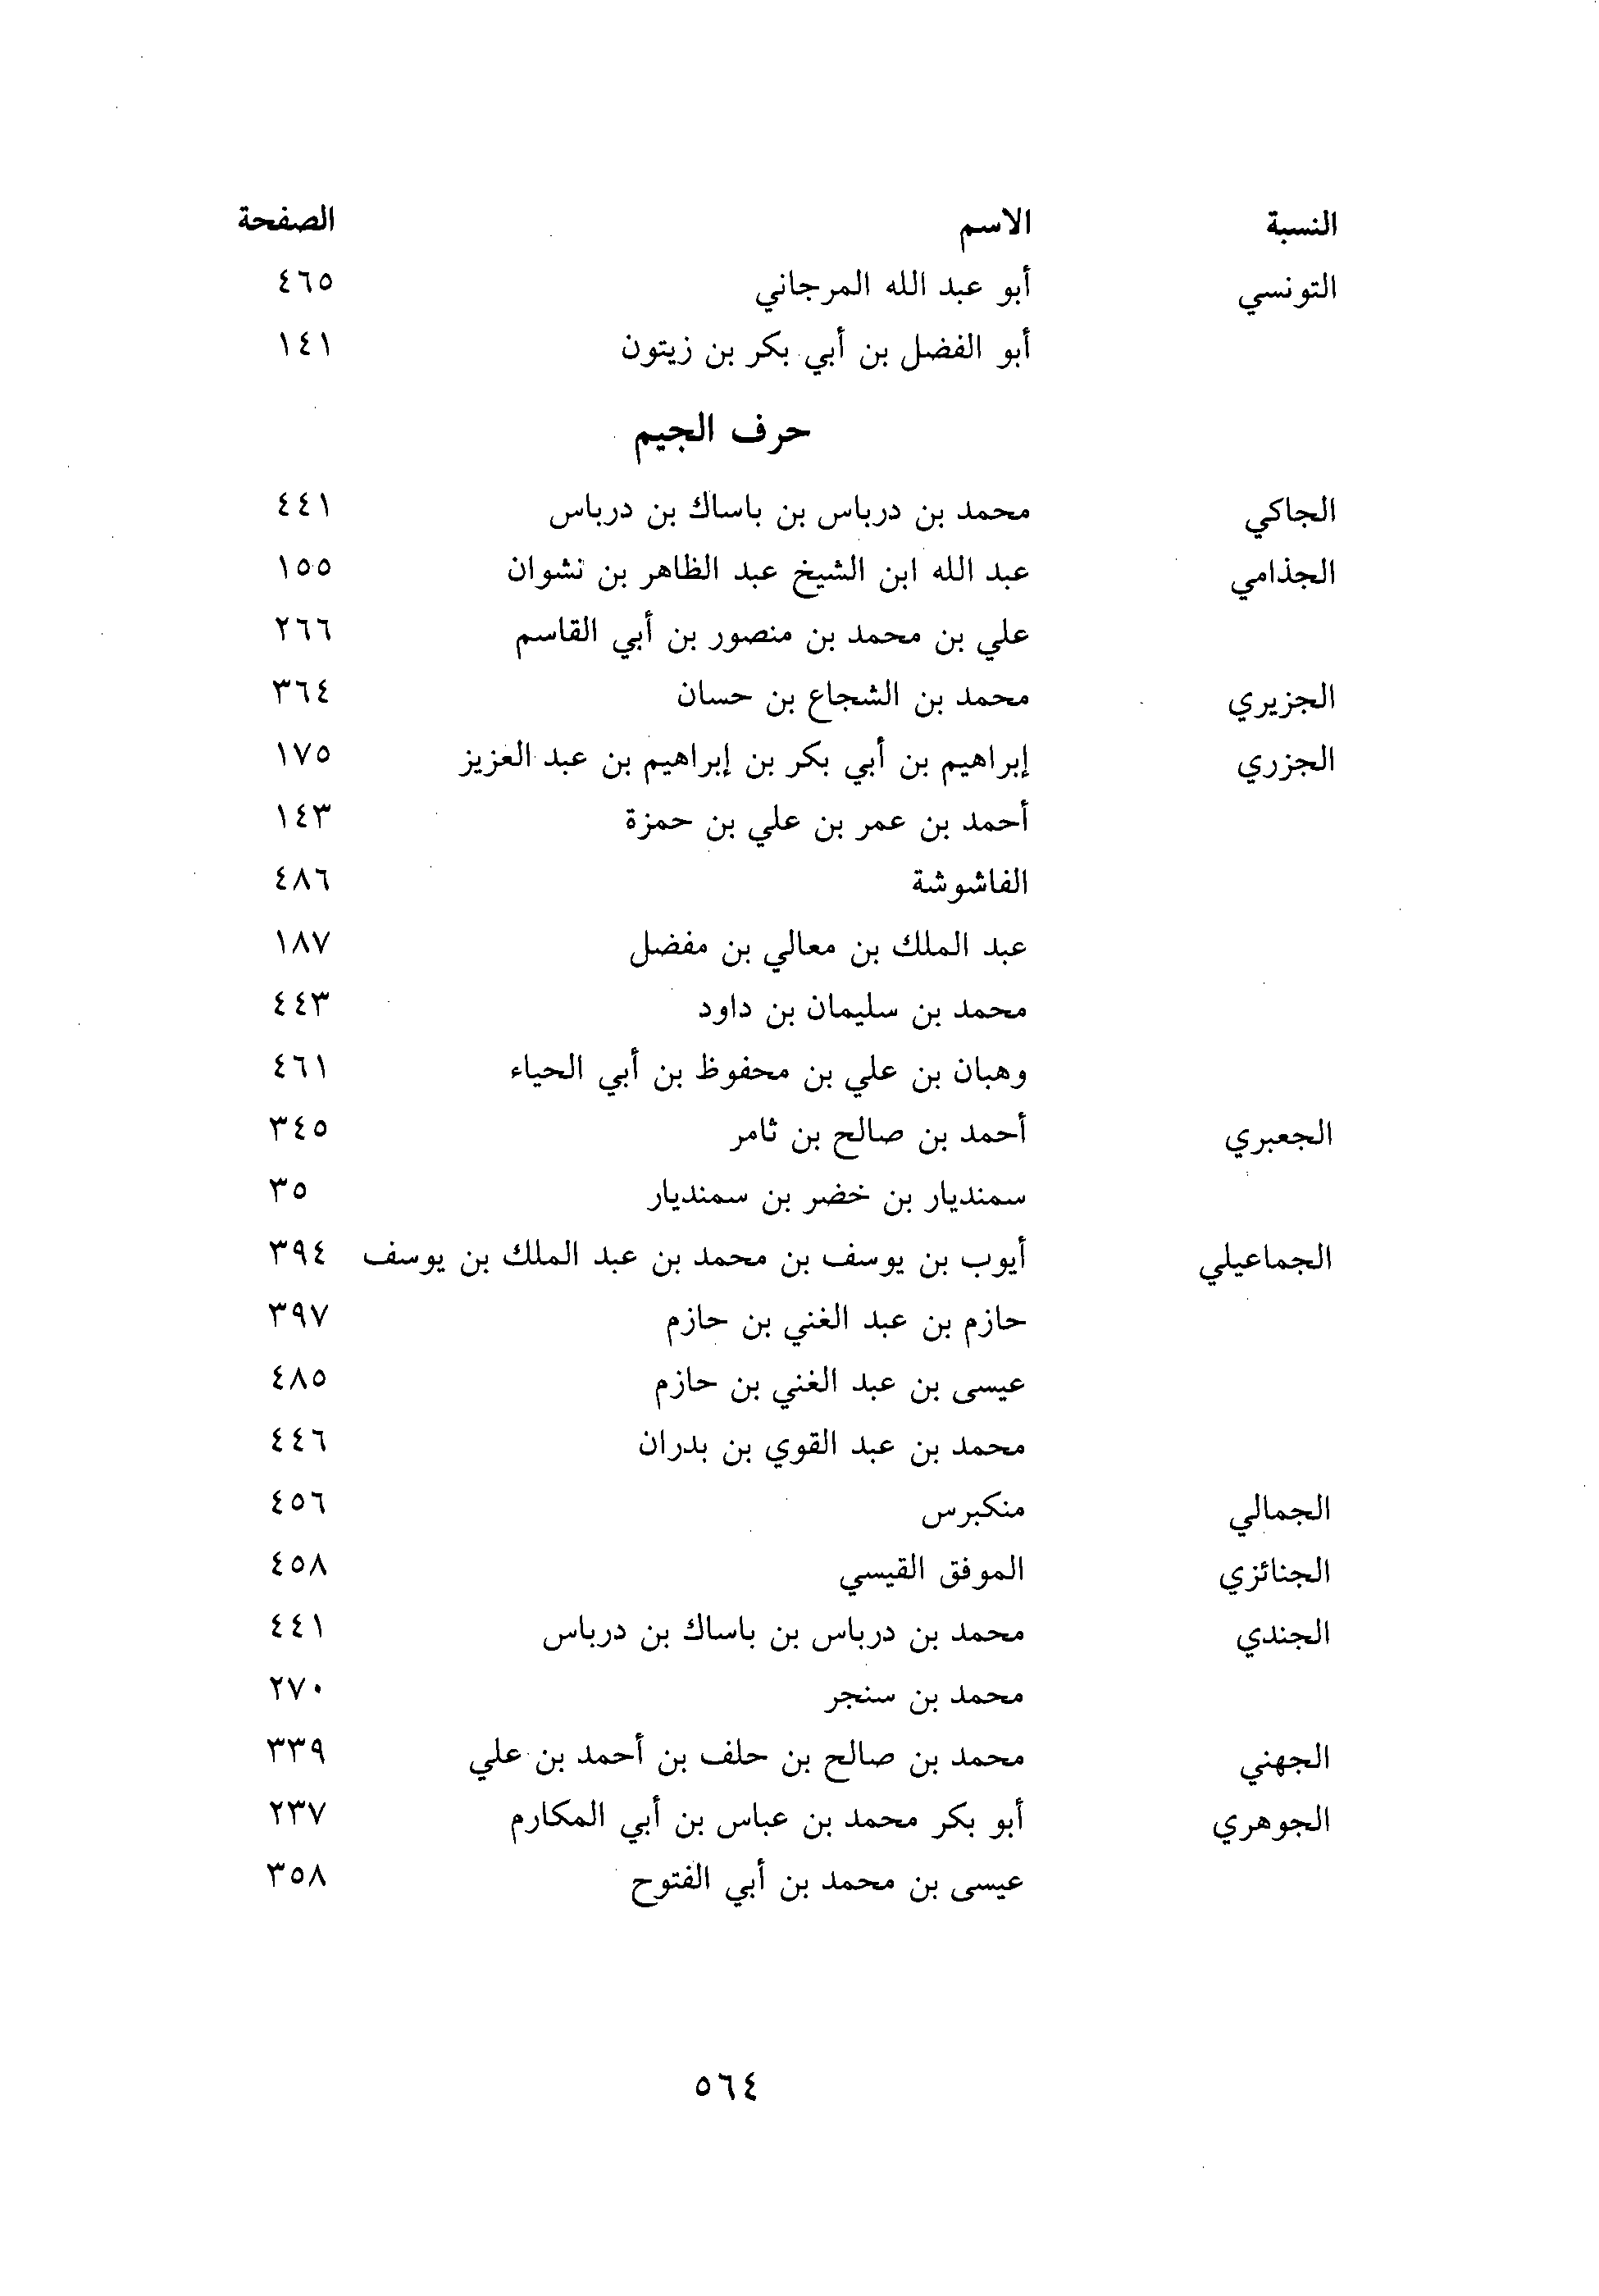 النسبة الاسم الصفحة
التونسي أبو عبد الله المرجاني ٤٦٥
أبو الفضل بن أبي بكر بن زيتون ١٤١
حرف الجيم
الجاكي محمد بن درباس بن باساك بن درباس ٤٤١
الجذامي عبد الله ابن الشيخ عبد الظاهر بن نشوان ١٥٥
علي بن محمد بن منصور بن أبي القاسم ٢٦٦
الجزيري محمد بن الشجاع بن حسان ٣٦٤
الجزري إبراهيم بن أبي بكر بن إبراهيم بن عبد العزيز ١٧٥
أحمد بن عمر بن علي بن حمزة ١٤٣
الفاشوشة ٤٨٦
عبد الملك بن معالي بن مفضل ١٨٧
محمد بن سليمان بن داود ٤٤٣
وهبان بن علي بن محفوظ بن أبي الحياء ٤٦١
الجعبري أحمد بن صالح بن ثامر ٣٤٥
سمنديار بن خضر بن سمنديار ٣٥
الجماعيلي أيوب بن يوسف بن محمد بن عبد الملك بن يوسف ٣٩٤
حازم بن عبد الغني بن حازم ٣٩٧
عيسى بن عبد الغني بن حازم ٤٨٥
محمد بن عبد القوي بن بدران ٤٤٦
الجمالي منكبرس ٤٥٦
الجنائزي الموفق القيسي ٤٥٨
الجندي محمد بن درباس بن باساك بن درباس ٤٤١
محمد بن سنجر ٢٧٠
الجهني محمد بن صالح بن حلف بن أحمد بن علي ٣٣٩
الجوهري أبو بكر محمد بن عباس بن أبي المكارم ٢٣٧
عيسى بن محمد بن أبي الفتوح ٣٥٨
٥٦٤